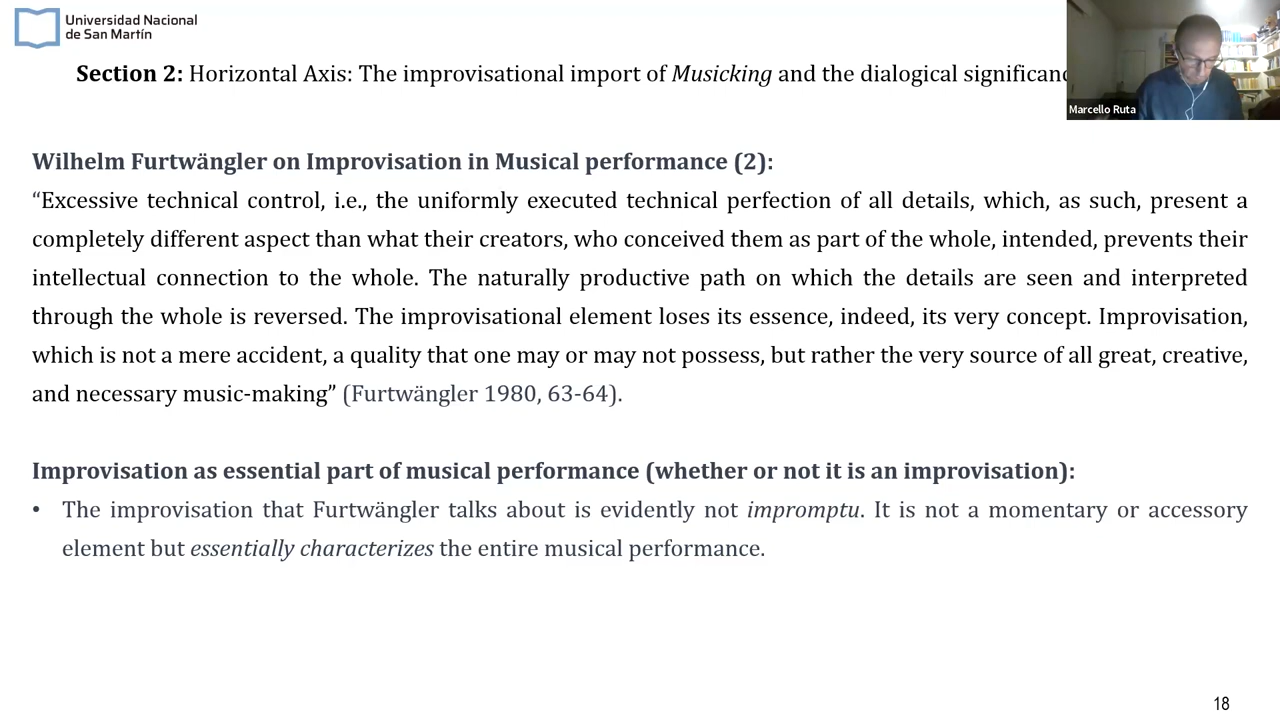 Universidad Nacional
de San Martín
Section 2: Horizontal Axis: The improvisational import of Musicking and the dialogical
Marcello Ruta
Wilhelm Furtwängler on Improvisation in Musical performance (2):
“Excessive technical control, i.e., the uniformly executed technical perfection of all details, which, as such, present a
completely different aspect than what their creators, who conceived them as part of the whole, intended, prevents their
intellectual connection to the whole. The naturally productive path on which the details are seen and interpreted
through the whole is reversed. The improvisational element loses its essence, indeed, its very concept. Improvisation,
which is not a mere accident, a quality that one may or may not possess, but rather the very source of all great, creative,
and necessary music-making” (Furtwängler 1980, 63-64).
Improvisation as essential part of musical performance (whether or not it is an improvisation):
• The improvisation that Furtwängler talks about is evidently not impromptu. It is not a momentary or accessory
element but essentially characterizes the entire musical performance.
18